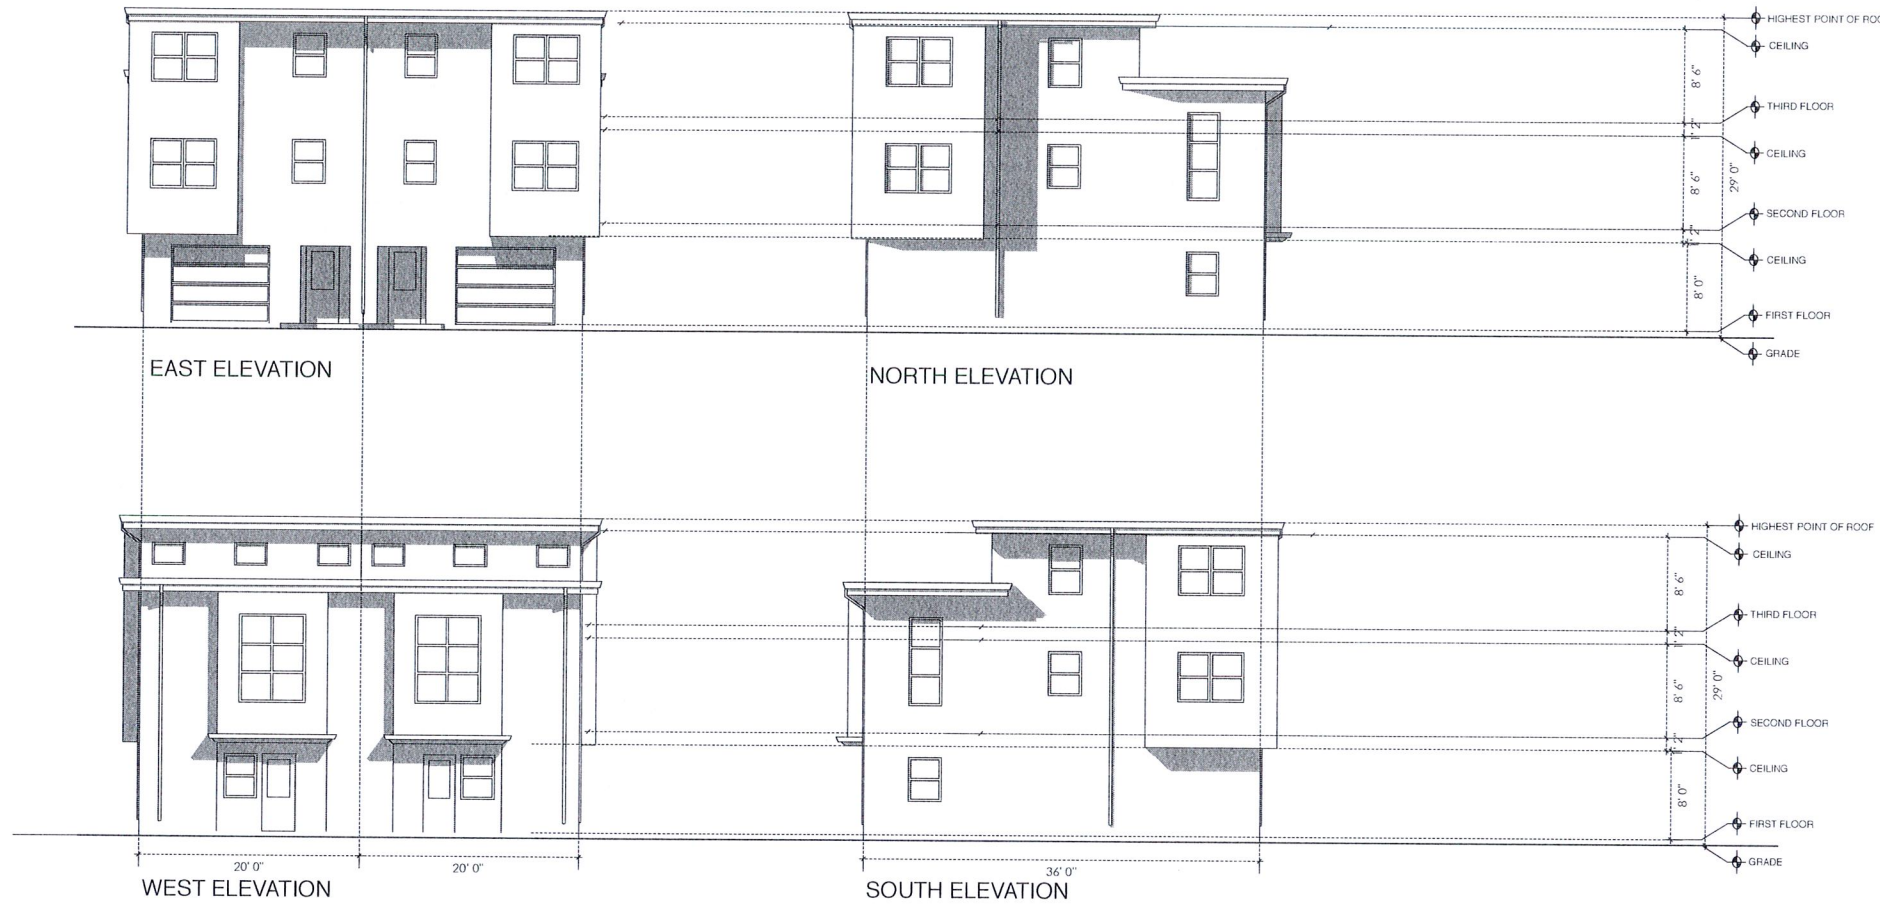 HIGHEST POINT OF ROO
CEILING
8' 6"
THIRD FLOOR
1' 2"
CEILING
8' 6"
29' 0"
SECOND FLOOR
1' 2"
CEILING
8' 0"
FIRST FLOOR
GRADE
EAST ELEVATION
NORTH ELEVATION
HIGHEST POINT OF ROOF
CEILING
8' 6"
THIRD FLOOR
1' 2"
CEILING
8' 6"
29' 0"
SECOND FLOOR
1' 2"
CEILING
8' 0"
FIRST FLOOR
GRADE
20' 0"
20' 0"
36' 0"
WEST ELEVATION
SOUTH ELEVATION